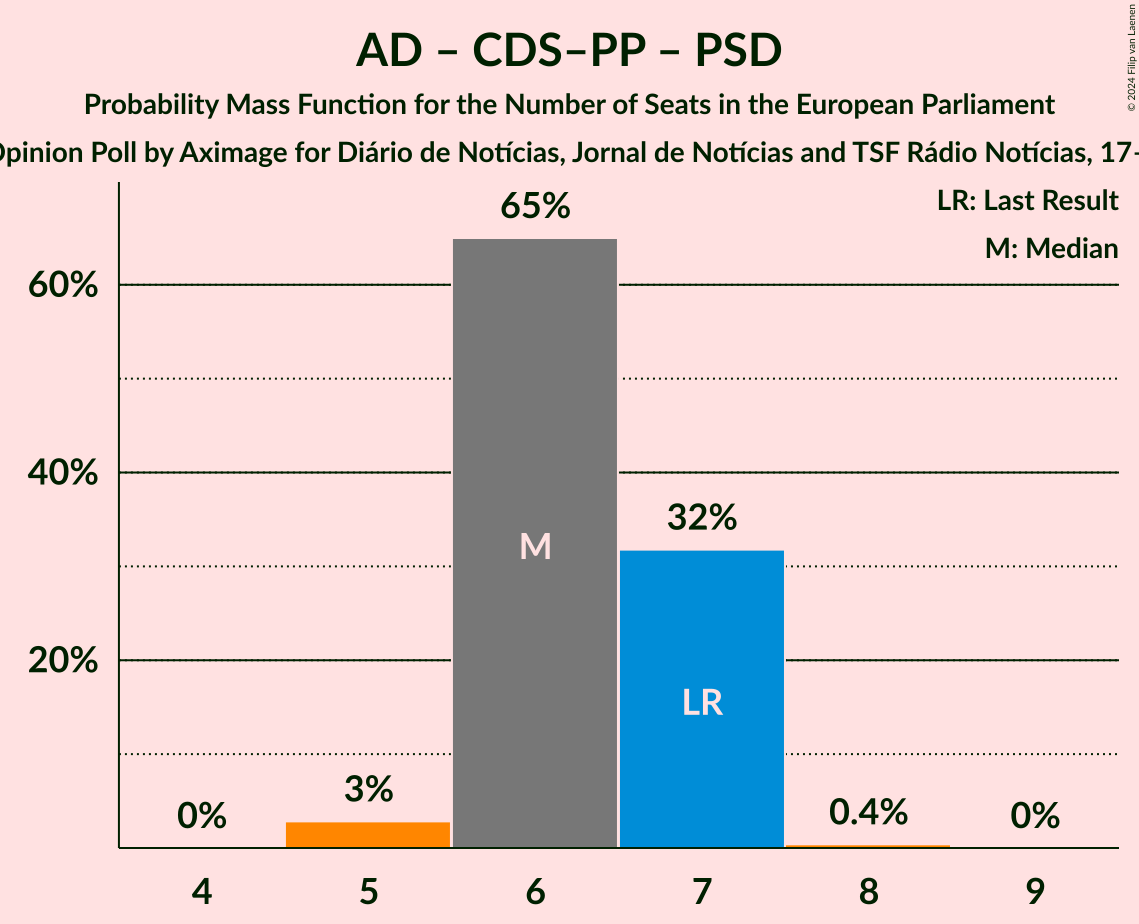 AD – CDS–PP – PSD
Probability Mass Function for the Number of Seats in the European Parliament
Opinion Poll by Aximage for Diário de Notícias, Jornal de Notícias and TSF Rádio Notícias, 17–
© 2024 Filip van Laenen
LR: Last Result
M: Median
65%
60%
40%
32%
M
20%
LR
3%
0%
0.4%
0%
4 5 6 7 8 9